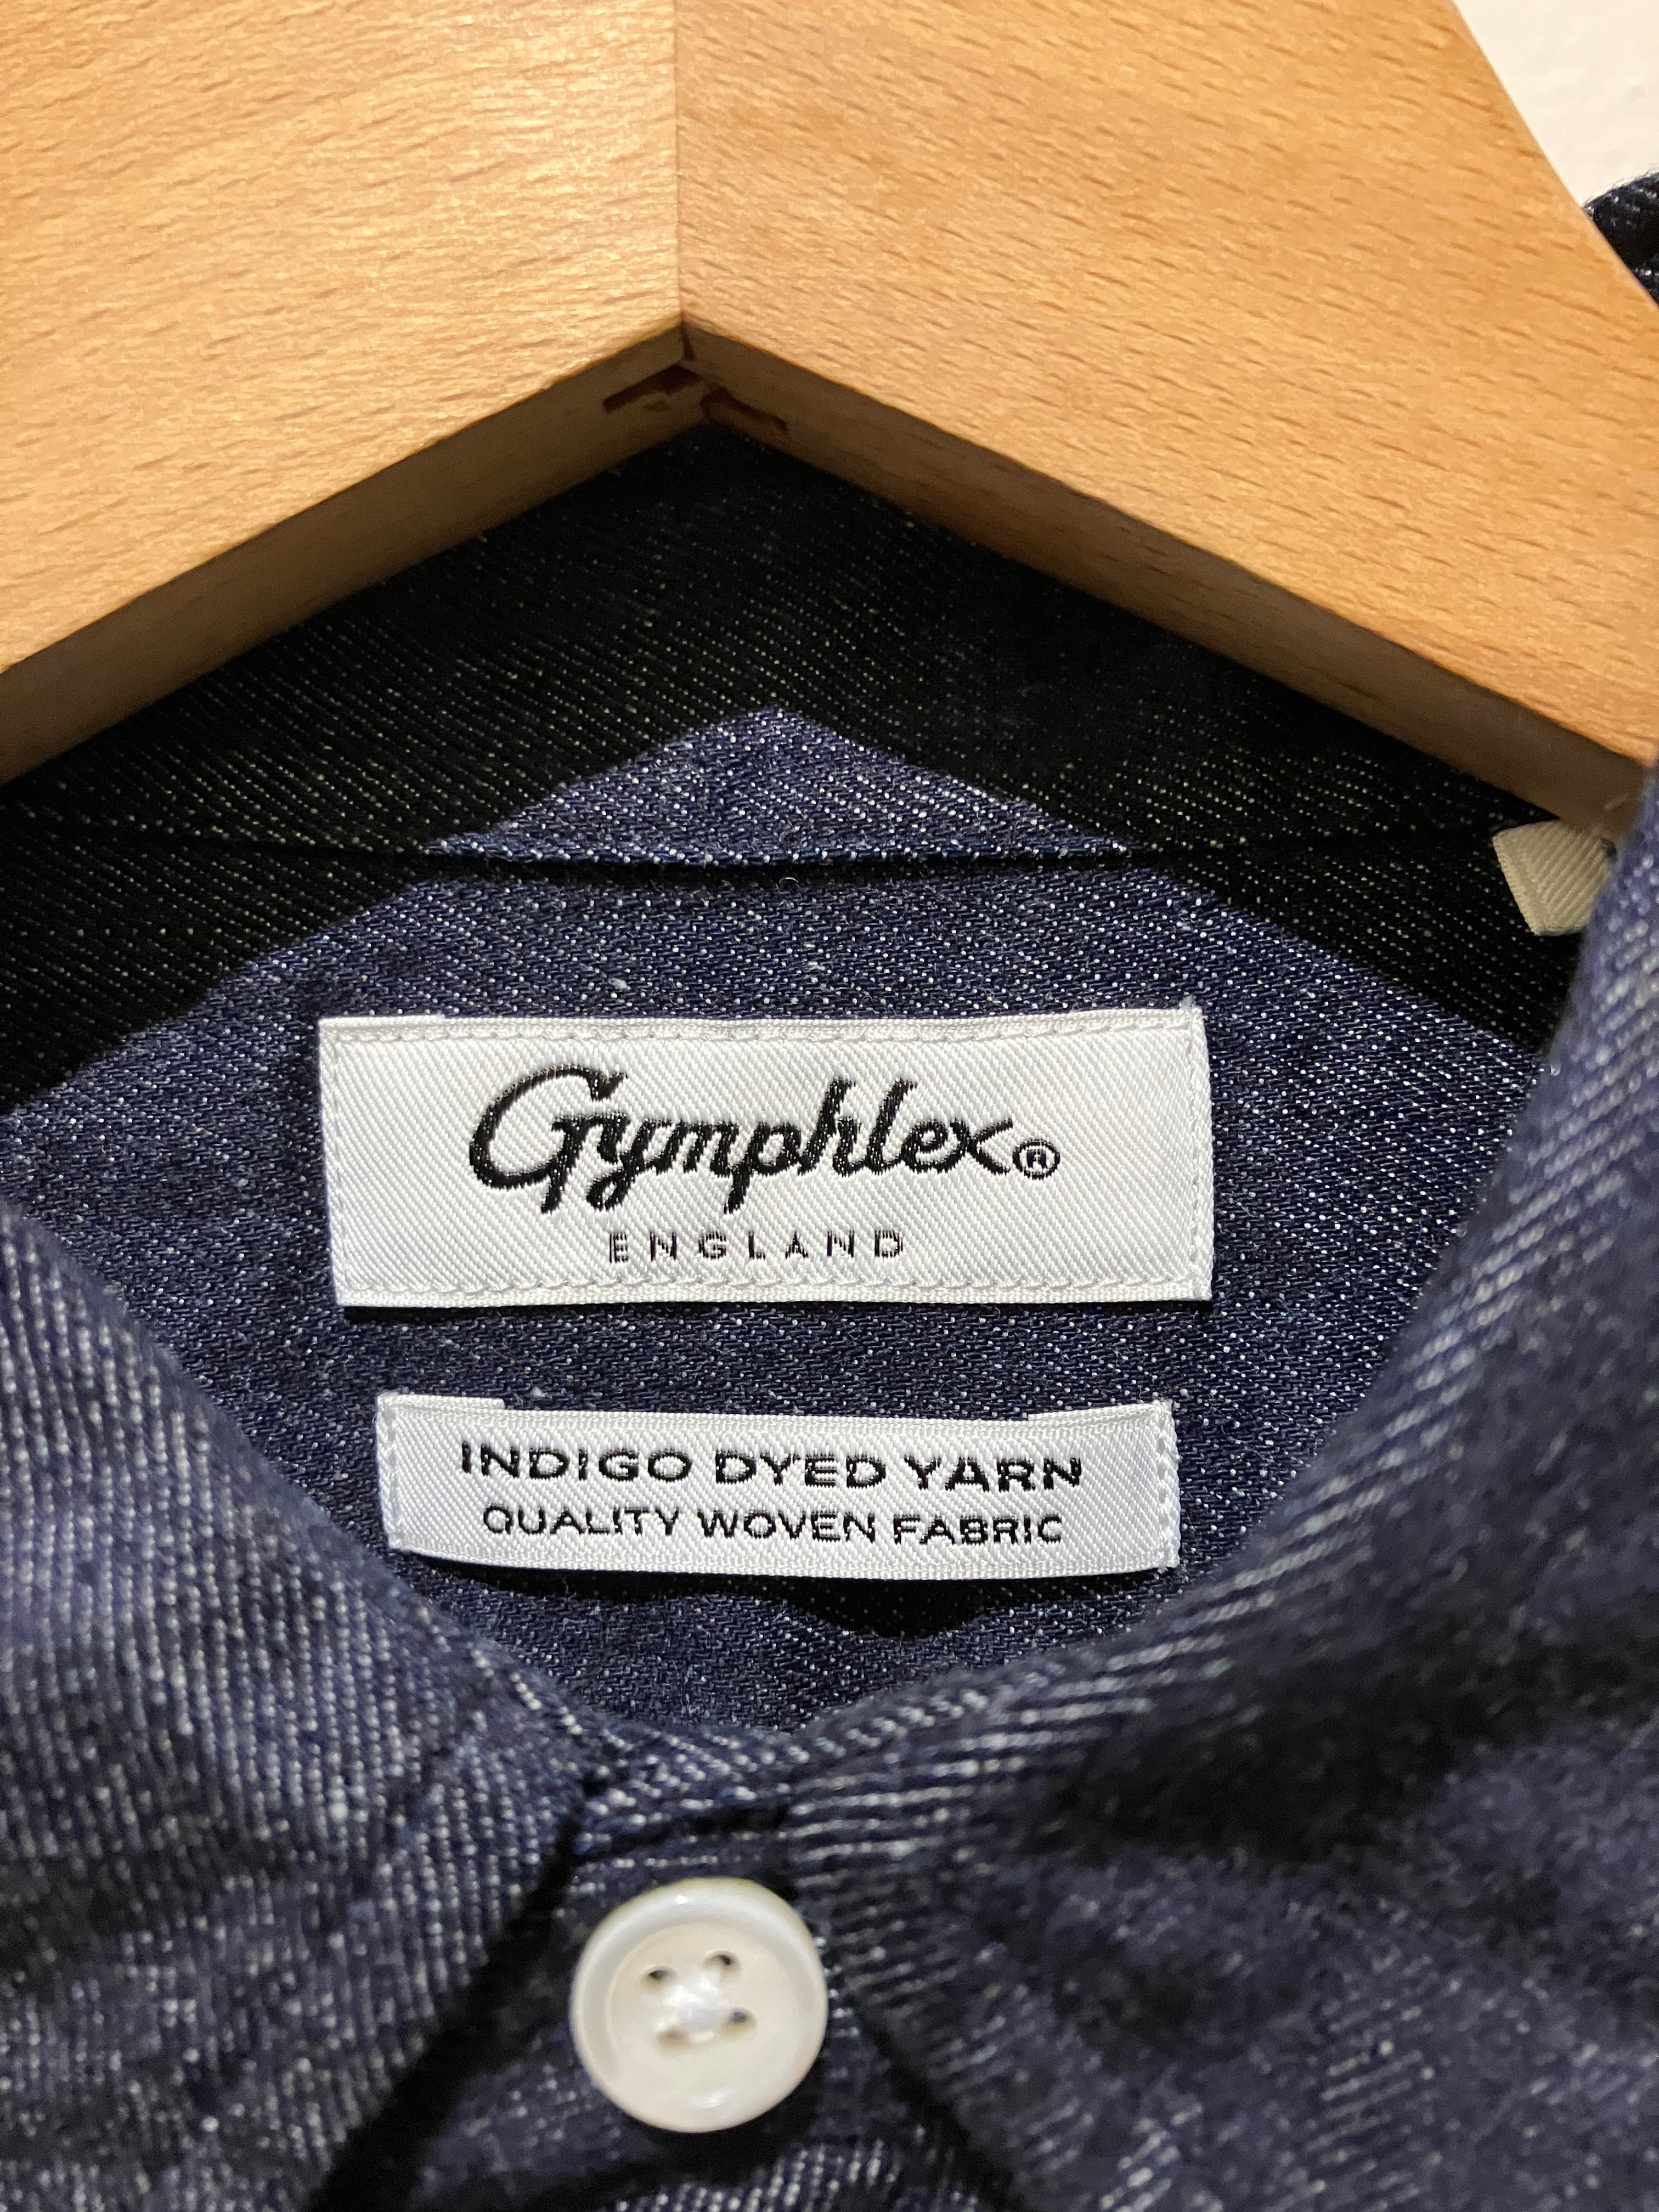 Gymphlex®
ENGLAND
INDIGO DYED YARN
QUALITY WOVEN FABRIC